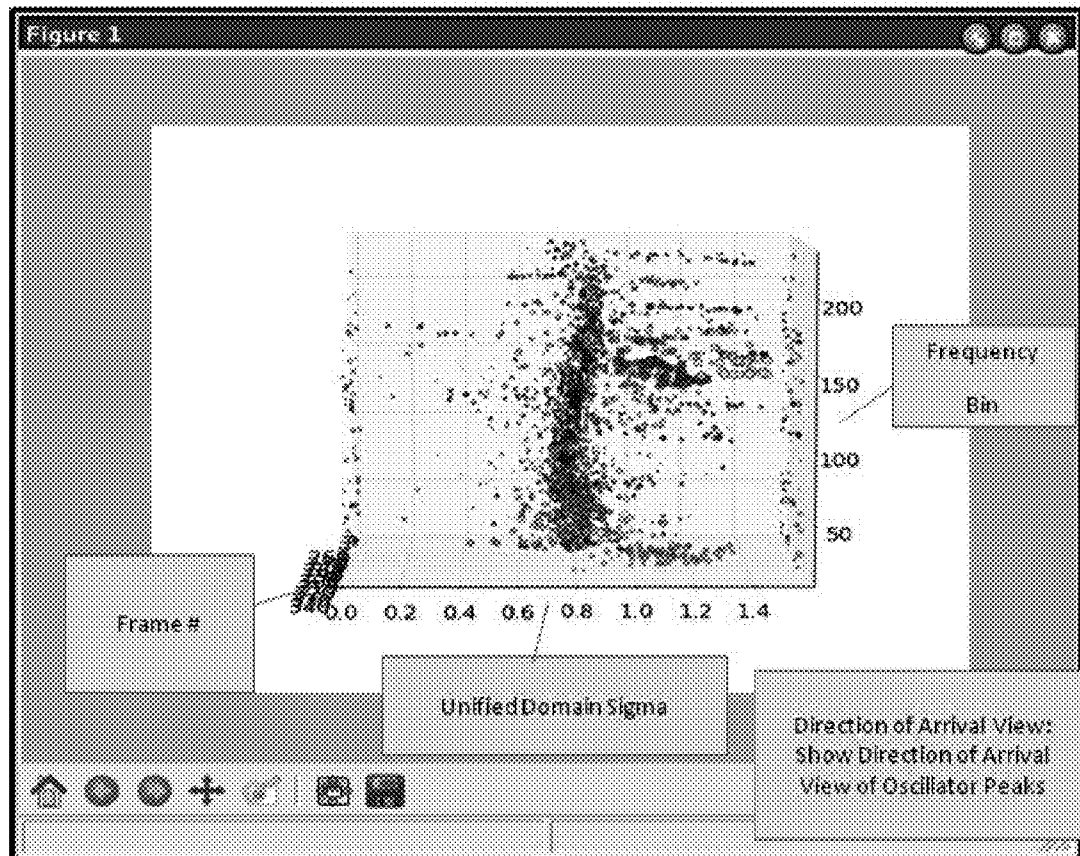 Figure 1
200
150
100
50
Frequency
Bin
0.0 0.2 0.4 0.6 0.8 1.0 1.2 1.4
Frame #
Unified Domain Sigma
Direction of Arrival View:
Show Direction of Arrival
View of Oscillator Peaks